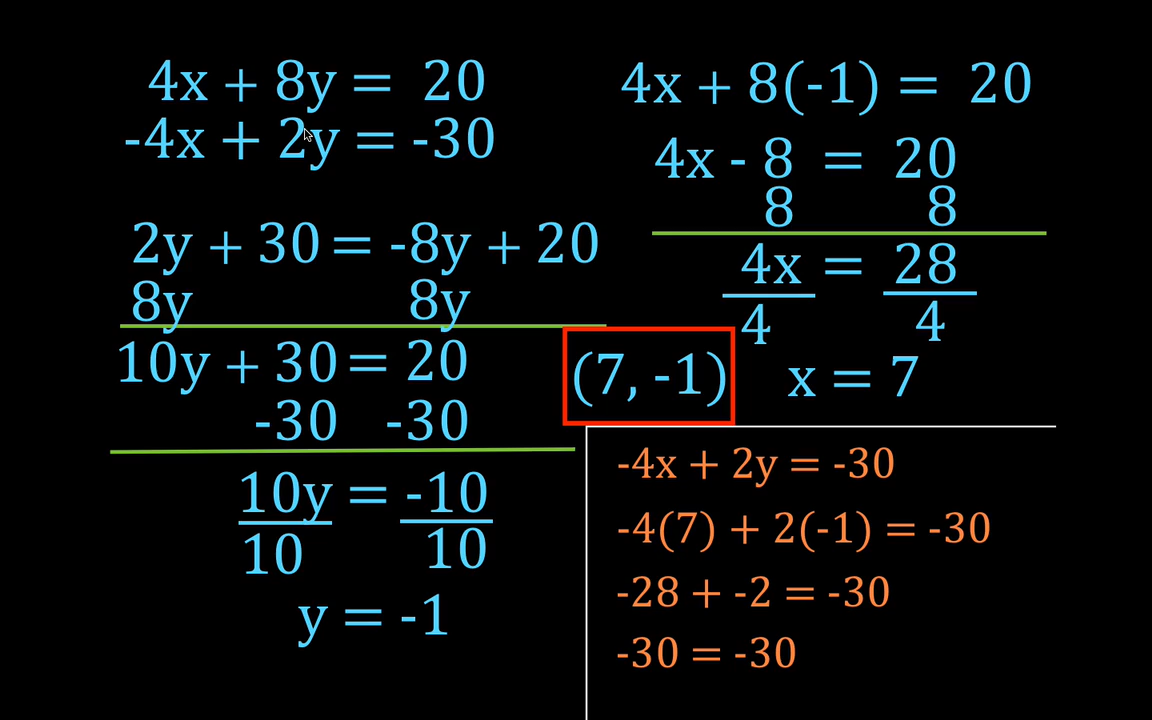 4x + 8y = 20
-4x + 2y = -30
2y + 30 = -8y + 20
8y 8y
10y + 30 = 20
-30 -30
10y = -10
10 10
y = -1
4x + 8(-1) = 20
4x - 8 = 20
8 8
4x = 28
4 4
x = 7
(7, -1)
-4x + 2y = -30
-4(7) + 2(-1) = -30
-28 + -2 = -30
-30 = -30